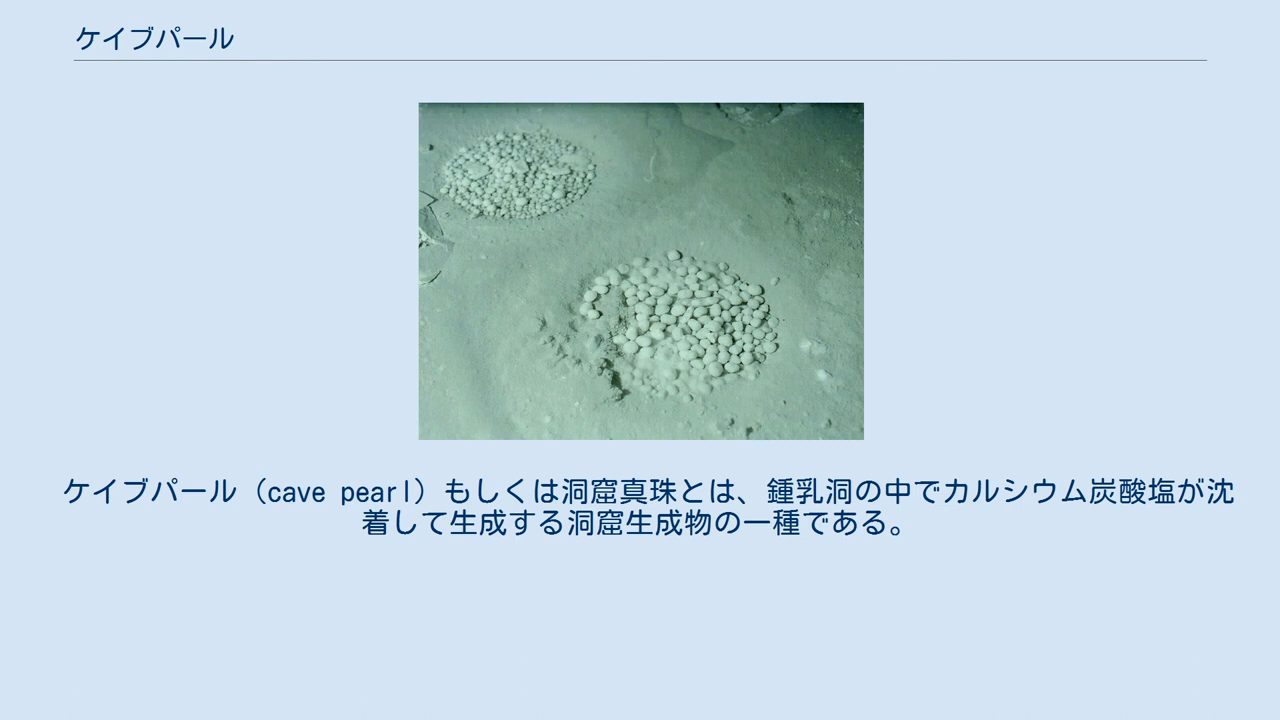 ケイブパール
ケイブパール（cave pearl）もしくは洞窟真珠とは、鍾乳洞の中でカルシウム炭酸塩が沈
着して生成する洞窟生成物の一種である。